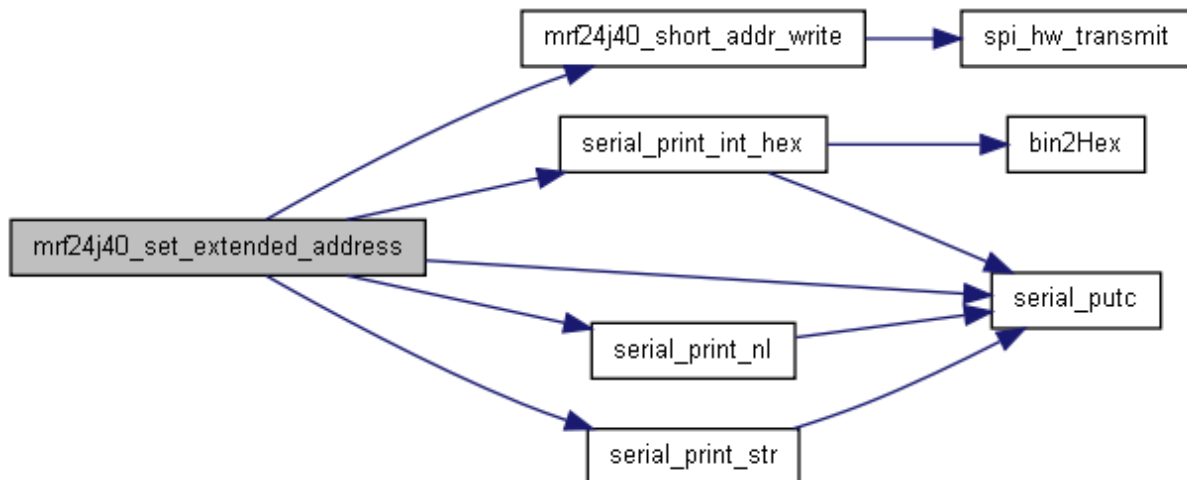 mrf24j40_short_addr_write
spi_hw_transmit
serial_print_int_hex
bin2Hex
mrf24j40_set_extended_address
serial_putc
serial_print_nl
serial_print_str